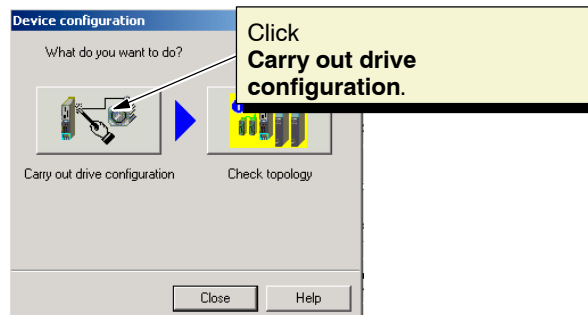 Device configuration
What do you want to do?
Click
Carry out drive
configuration.
Carry out drive configuration
Check topology
Close
Help